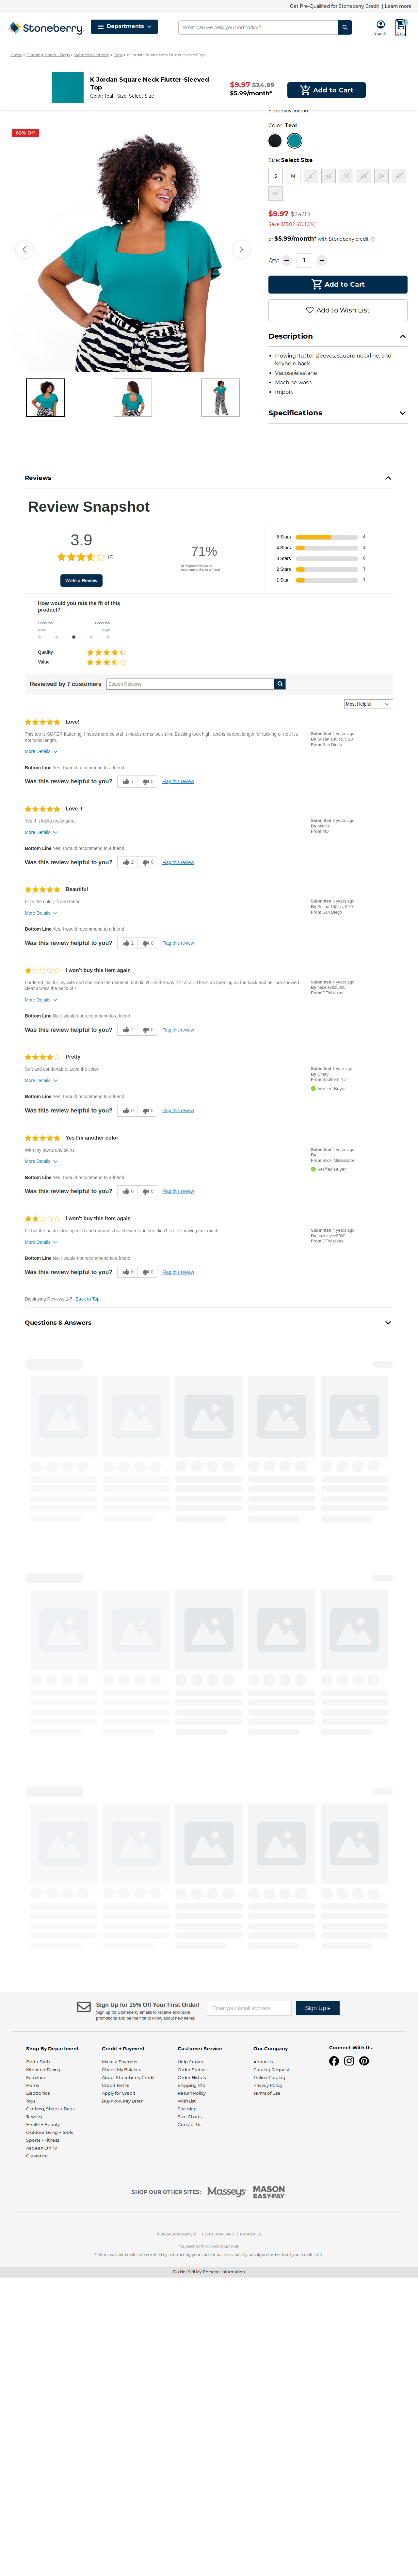 Get Pre-Qualified for Stoneberry Credit | Learn more
Stoneberry
Departments
What can we help you find today?
Sign In
Cart
Home > Clothing, Shoes + Bags > Women's Clothing > Tops > K Jordan Square Neck Flutter-Sleeved Top
K Jordan Square Neck Flutter-Sleeved Top
Color: Teal | Size: Select Size
$9.97 $24.99
$5.99/month*
Add to Cart
Shop All K Jordan
60% Off
Color: Teal
Size: Select Size
S
M
$9.97 $24.99
Save $15.02 (60.10%)
or $5.99/month* with Stoneberry credit
Qty:
1
Add to Cart
Add to Wish List
Description
Flowing flutter sleeves, square neckline, and keyhole back
Viscose/elastane
Machine wash
Import
Specifications
Reviews
Review Snapshot
3.9
(7)
Write a Review
71%
of respondents would recommend this to a friend
5 Stars 4
4 Stars 1
3 Stars 0
2 Stars 1
1 Star 1
How would you rate the fit of this product?
Feels too small
Feels too large
Quality
Value
Reviewed by 7 customers
Search Reviews
Most Helpful
Love!
This top is SUPER flattering! I need more colors! it makes arms look slim. Bustling look high, and is perfect length for tucking or not! It's not tunic length.
More Details
Submitted 4 years ago
By Susan 190lbs, 5'10"
From San Diego
Bottom Line Yes, I would recommend to a friend
Was this review helpful to you? 7 0 Flag this review
Love it
Yes!!! It looks really great
More Details
Submitted 3 years ago
By Marcie
From MS
Bottom Line Yes, I would recommend to a friend
Was this review helpful to you? 2 0 Flag this review
Beautiful
I live the color, fit and fabric!
More Details
Submitted 3 years ago
By Susan 190lbs, 5'10"
From San Diego
Bottom Line Yes, I would recommend to a friend
Was this review helpful to you? 2 0 Flag this review
I won't buy this item again
I ordered this for my wife and she liked the material, but didn't like the way it fit at all. The is an opening on the back and her bra showed clear across the back of it.
More Details
Submitted 4 years ago
By hankleyes5000
From DFW texas
Bottom Line No, I would not recommend to a friend
Was this review helpful to you? 2 0 Flag this review
Pretty
Soft and comfortable. Love the color!
More Details
Submitted 1 year ago
By Cheryl
From Southern NJ
Verified Buyer
Bottom Line Yes, I would recommend to a friend
Was this review helpful to you? 0 0 Flag this review
Yes I'm another color
With my pants and skirts
More Details
Submitted 2 years ago
By Lillie
From Biloxi Mississippi
Verified Buyer
Bottom Line Yes, I would recommend to a friend
Was this review helpful to you? 0 0 Flag this review
I won't buy this item again
Fit but the back is too opened and my wifes bra showed and she didn't like it showing that much
More Details
Submitted 4 years ago
By hankleyes5000
From DFW texas
Bottom Line No, I would not recommend to a friend
Was this review helpful to you? 0 0 Flag this review
Displaying Reviews 1-7 Back to Top
Questions & Answers
Sign Up for 15% Off Your First Order!
Sign up for Stoneberry emails to receive exclusive promotions and be the first to know about new items!
Enter your email address
Sign Up ▸
Shop By Department
Bed + Bath
Kitchen + Dining
Furniture
Home
Electronics
Toys
Clothing, Shoes + Bags
Jewelry
Health + Beauty
Outdoor Living + Tools
Sports + Fitness
As Seen On TV
Clearance
Credit + Payment
Make a Payment
Check My Balance
About Stoneberry Credit
Credit Terms
Apply for Credit
Buy Now, Pay Later
Customer Service
Help Center
Order Status
Order History
Shipping Info
Return Policy
Wish List
Site Map
Size Charts
Contact Us
Our Company
About Us
Catalog Request
Online Catalog
Privacy Policy
Terms of Use
Connect With Us
SHOP OUR OTHER SITES:
Masseys
MASON EASY-PAY
©2024 Stoneberry® | 1-800-704-5480 | Contact Us
*Subject to final credit approval.
**Your available credit is determined by subtracting your current balance and any unshipped orders from your credit limit.
Do Not Sell My Personal Information